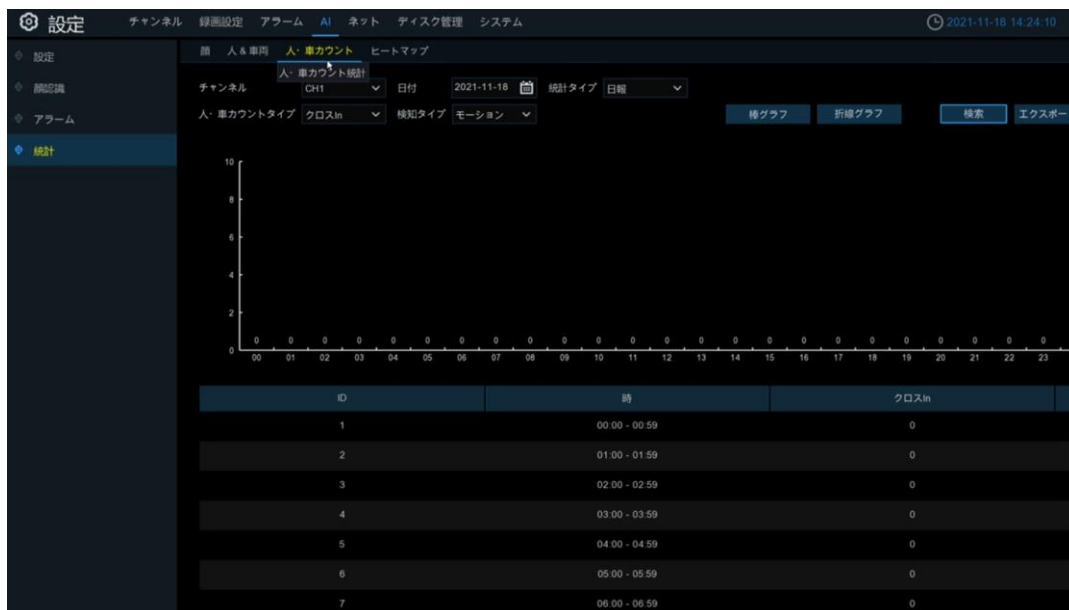 設定 チャンネル 録画設定 アラーム AI ネット ディスク管理 システム 2021-11-18 14:24:10
設定
顔認識
アラーム
統計
顔 人&車両 人・車カウント ヒートマップ
人・車カウント統計
チャンネル CH1 日付 2021-11-18 統計タイプ 日報
人・車カウントタイプ クロスIn 検知タイプ モーション 棒グラフ 折線グラフ 検索 エクスポー
10
8
6
4
2
0
0 0 0 0 0 0 0 0 0 0 0 0 0 0 0 0 0 0 0 0 0 0 0 0
00 01 02 03 04 05 06 07 08 09 10 11 12 13 14 15 16 17 18 19 20 21 22 23
ID 時 クロスIn
1 00:00 - 00:59 0
2 01:00 - 01:59 0
3 02:00 - 02:59 0
4 03:00 - 03:59 0
5 04:00 - 04:59 0
6 05:00 - 05:59 0
7 06:00 - 06:59 0